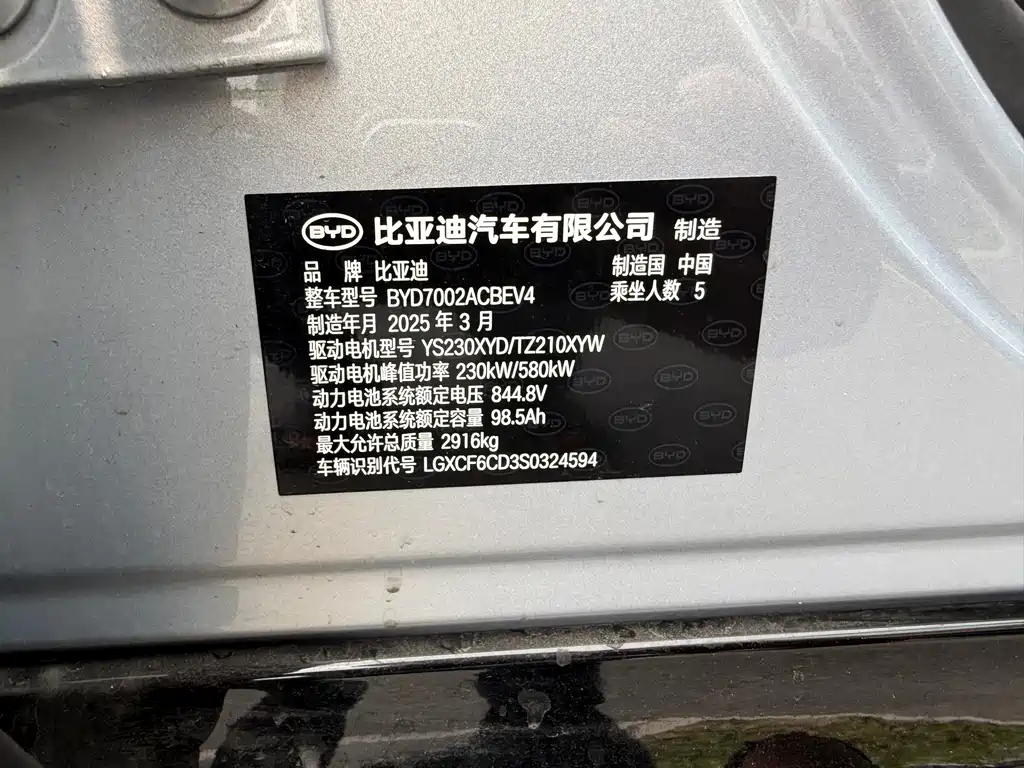 BYD 比亚迪汽车有限公司 制造
品 牌 比亚迪 制造国 中国
整车型号 BYD7002ACBEV4 乘坐人数 5
制造年月 2025 年 3 月
驱动电机型号 YS230XYD/TZ210XYW
驱动电机峰值功率 230kW/580kW
动力电池系统额定电压 844.8V
动力电池系统额定容量 98.5Ah
最大允许总质量 2916kg
车辆识别代号 LGXCF6CD3S0324594